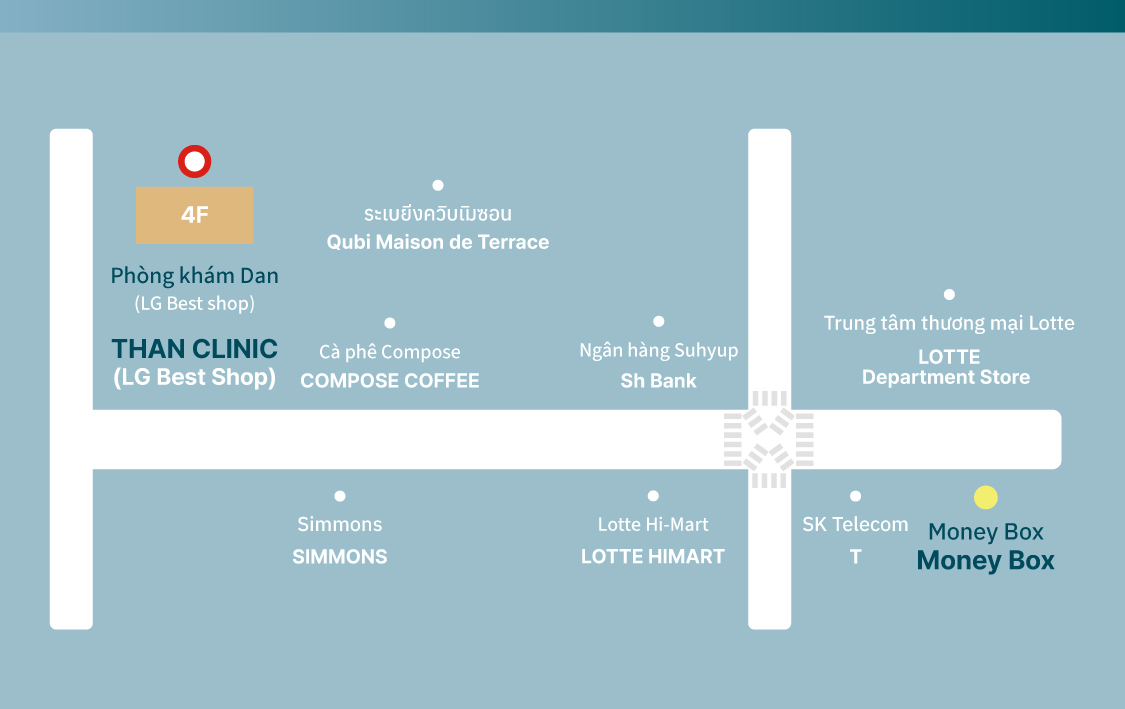 4F
Phòng khám Dan
(LG Best shop)
THAN CLINIC
(LG Best Shop)
ระเบยีงควิบเมิซอน
Qubi Maison de Terrace
Cà phê Compose
COMPOSE COFFEE
Ngân hàng Suhyup
Sh Bank
Trung tâm thương mại Lotte
LOTTE
Department Store
Simmons
SIMMONS
Lotte Hi-Mart
LOTTE HIMART
SK Telecom
T
Money Box
Money Box